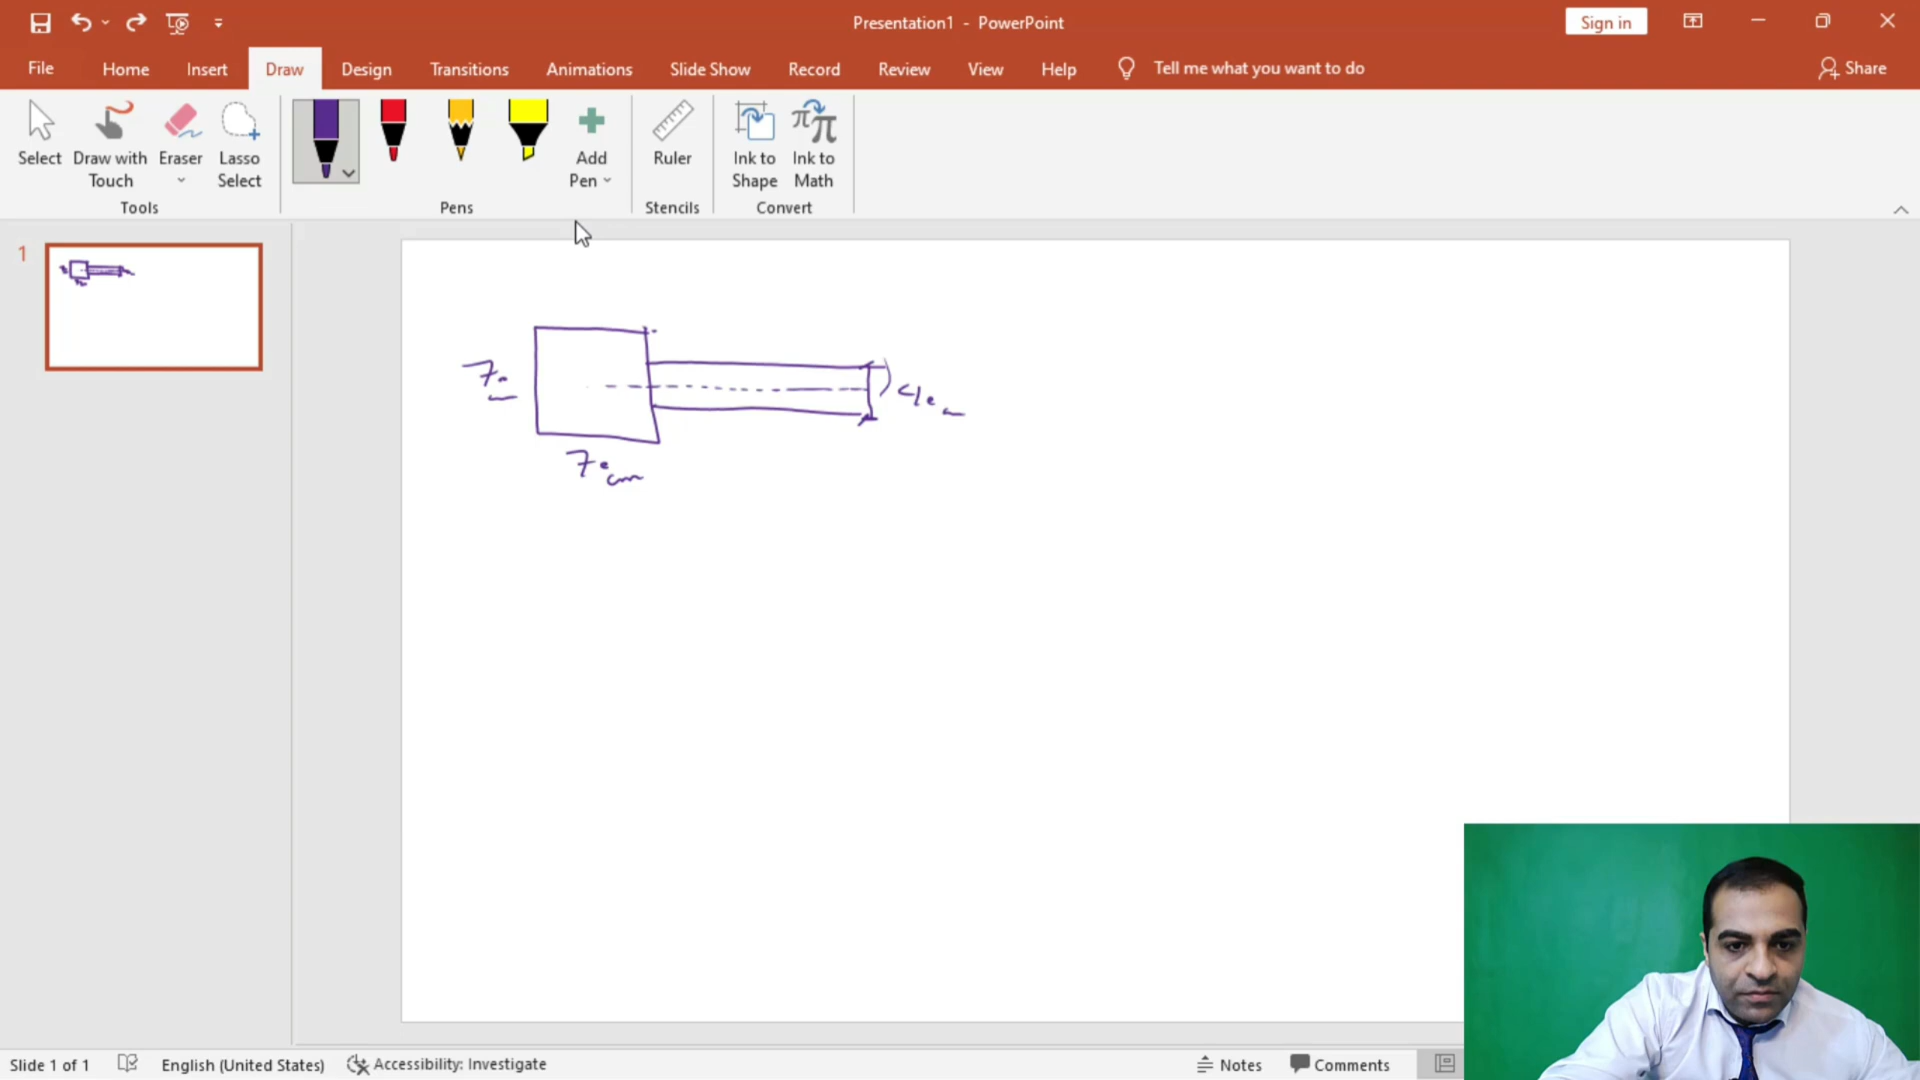 Presentation1 - PowerPoint
Sign in
File Home Insert Draw Design Transitions Animations Slide Show Record Review View Help Tell me what you want to do Share
Select
Draw with Touch
Eraser
Lasso Select
Add Pen
Ruler
Ink to Shape
Ink to Math
Tools Pens Stencils Convert
1
Slide 1 of 1 English (United States) Accessibility: Investigate Notes Comments